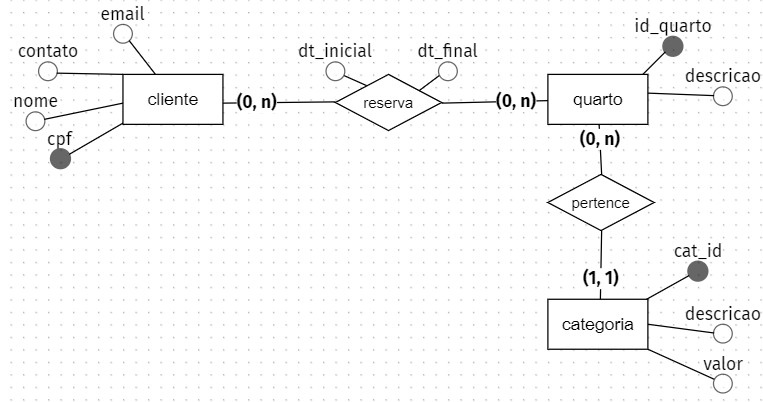 email
id_quarto
contato
dt_inicial
dt_final
descricao
nome
cliente
(0, n)
reserva
(0, n)
quarto
cpf
(0, n)
pertence
cat_id
(1, 1)
descricao
categoria
valor